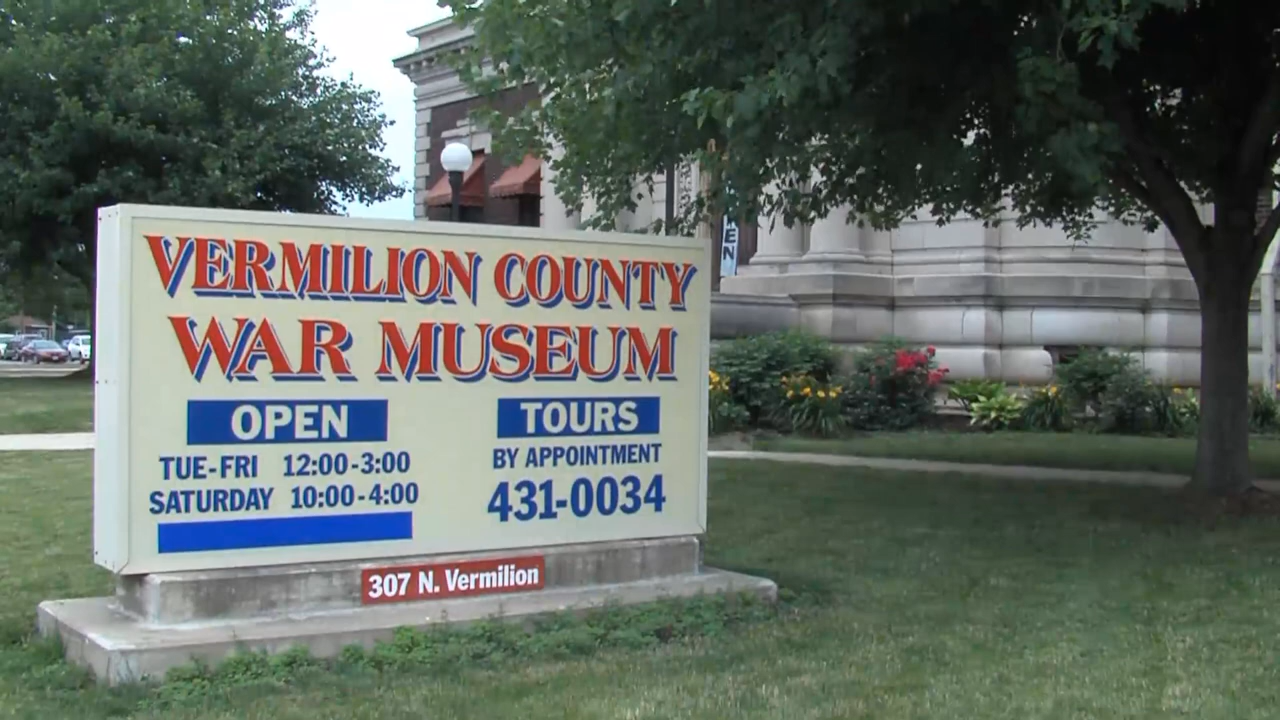 VERMILION COUNTY
WAR MUSEUM
OPEN
TUE-FRI 12:00-3:00
SATURDAY 10:00-4:00
TOURS
BY APPOINTMENT
431-0034
307 N. Vermilion